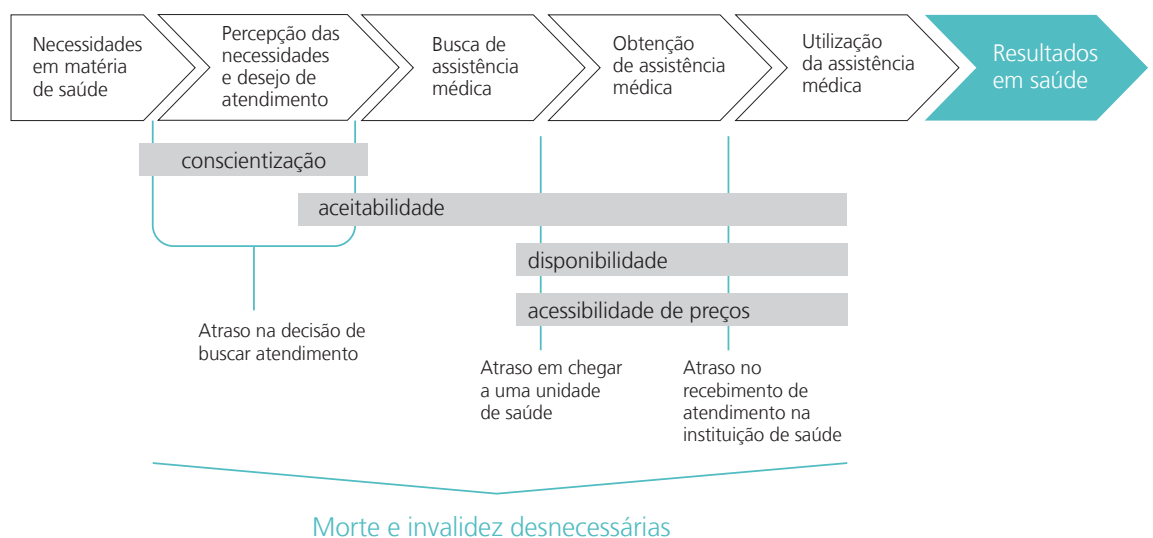 Necessidades
em matéria
de saúde
Percepção das
necessidades
e desejo de
atendimento
Busca de
assistência
médica
Obtenção
de assistência
médica
Utilização
da assistência
médica
Resultados
em saúde
conscientização
aceitabilidade
disponibilidade
acessibilidade de preços
Atraso na decisão de
buscar atendimento
Atraso em chegar
a uma unidade
de saúde
Atraso no
recebimento de
atendimento na
instituição de saúde
Morte e invalidez desnecessárias